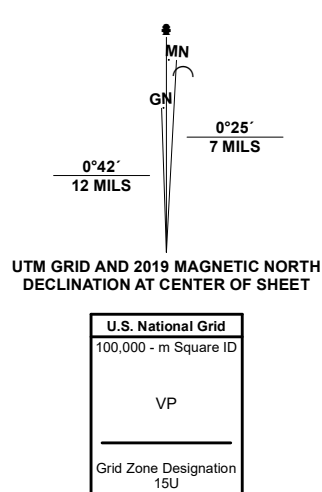 MN
GN
0°25´
7 MILS
0°42´
12 MILS
UTM GRID AND 2019 MAGNETIC NORTH
DECLINATION AT CENTER OF SHEET
U.S. National Grid
100,000 - m Square ID
VP
Grid Zone Designation
15U